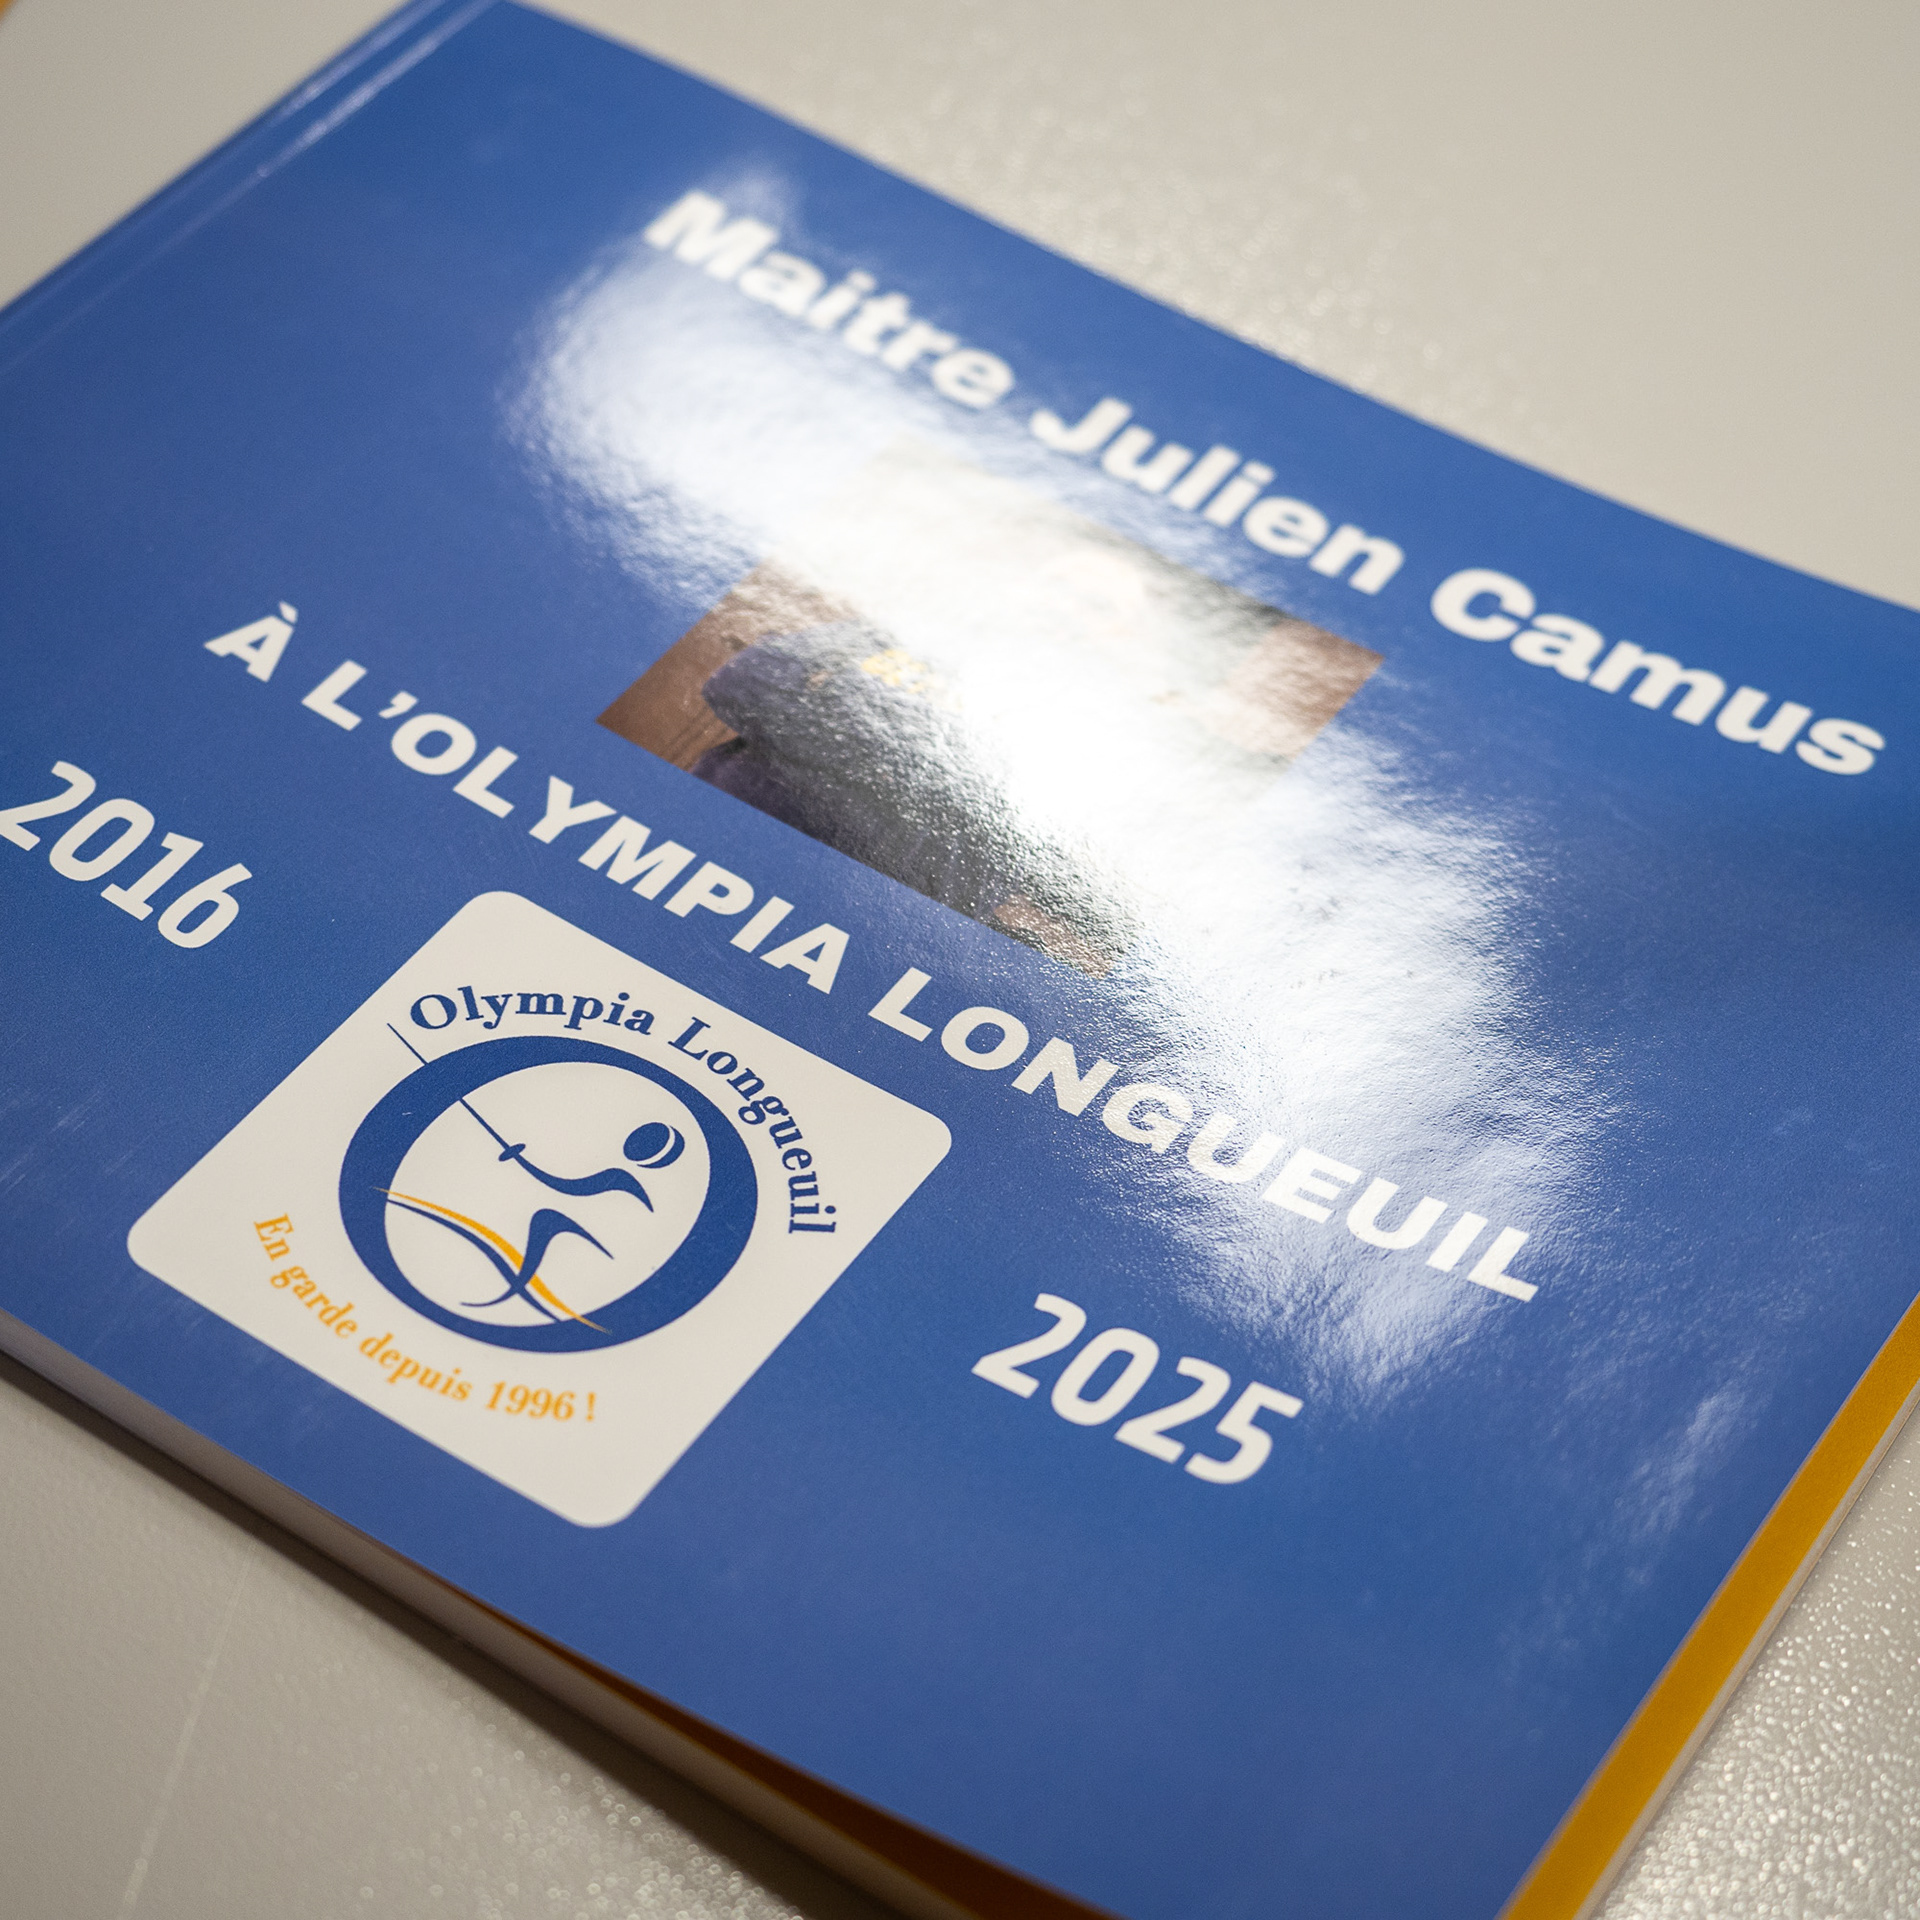 Maitre Julien Camus
À L'OLYMPIA LONGUEUIL
2016
2025
Olympia Longueuil
En garde depuis 1996 !